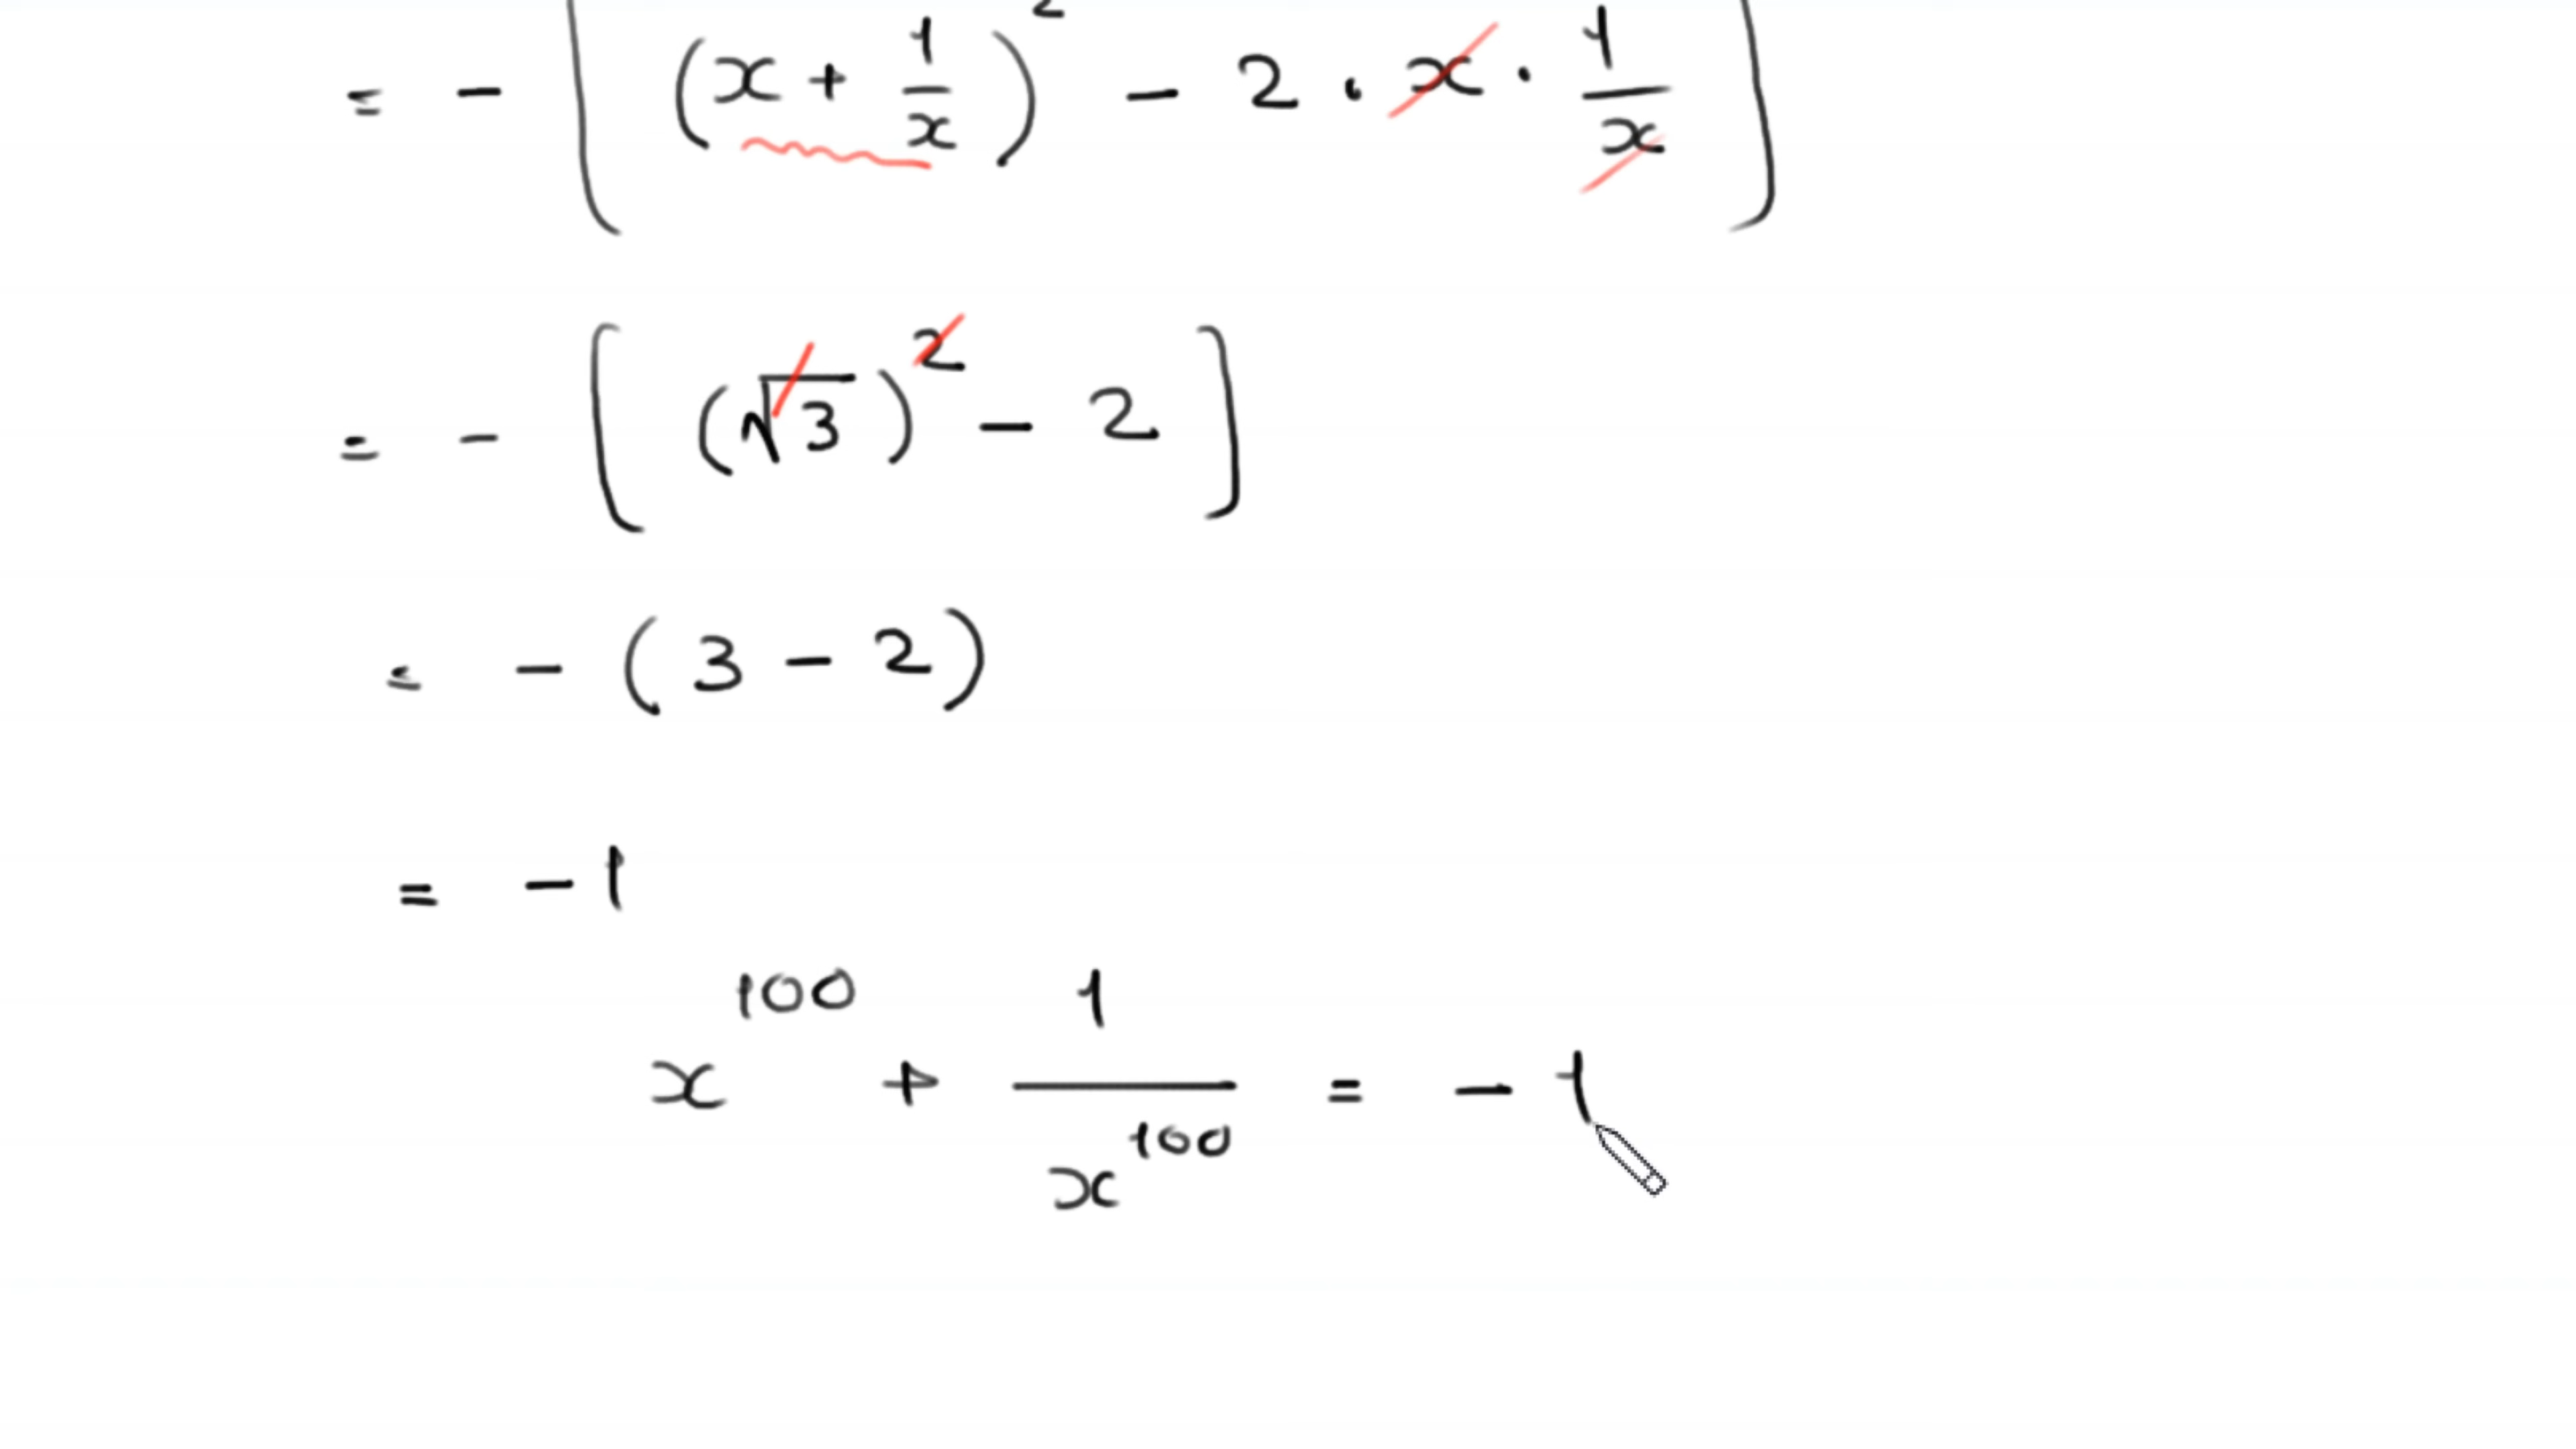 = - [ (x + 1/x)² - 2 · x · 1/x ]
= - [ (√3)² - 2 ]
= - (3 - 2)
= - 1
x¹⁰⁰ + 1/x¹⁰⁰ = - 1